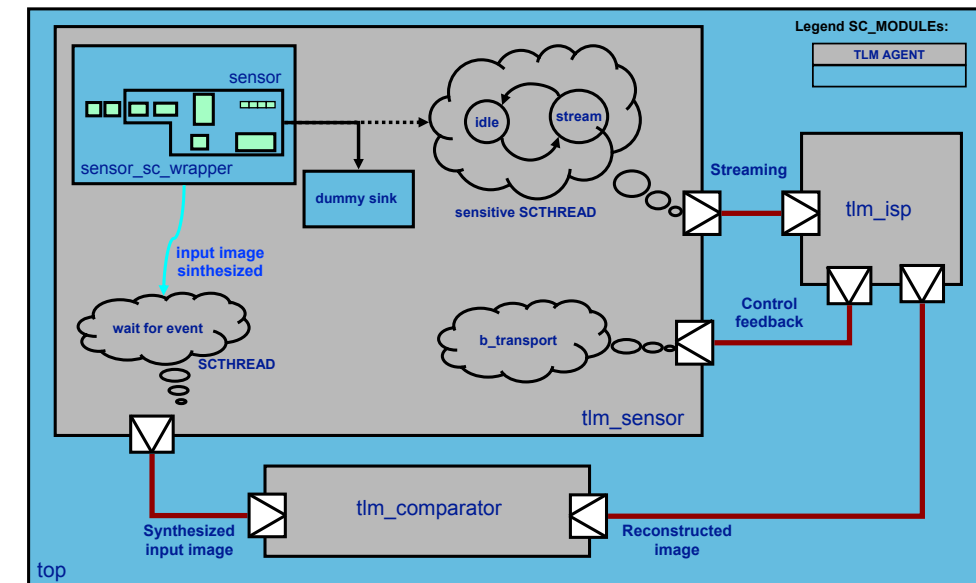 Legend SC_MODULEs:
TLM AGENT
sensor
sensor_sc_wrapper
idle
stream
dummy sink
sensitive SCTHREAD
Streaming
tlm_isp
input image
sinthesized
wait for event
SCTHREAD
b_transport
Control
feedback
tlm_sensor
tlm_comparator
Synthesized
input image
Reconstructed
image
top